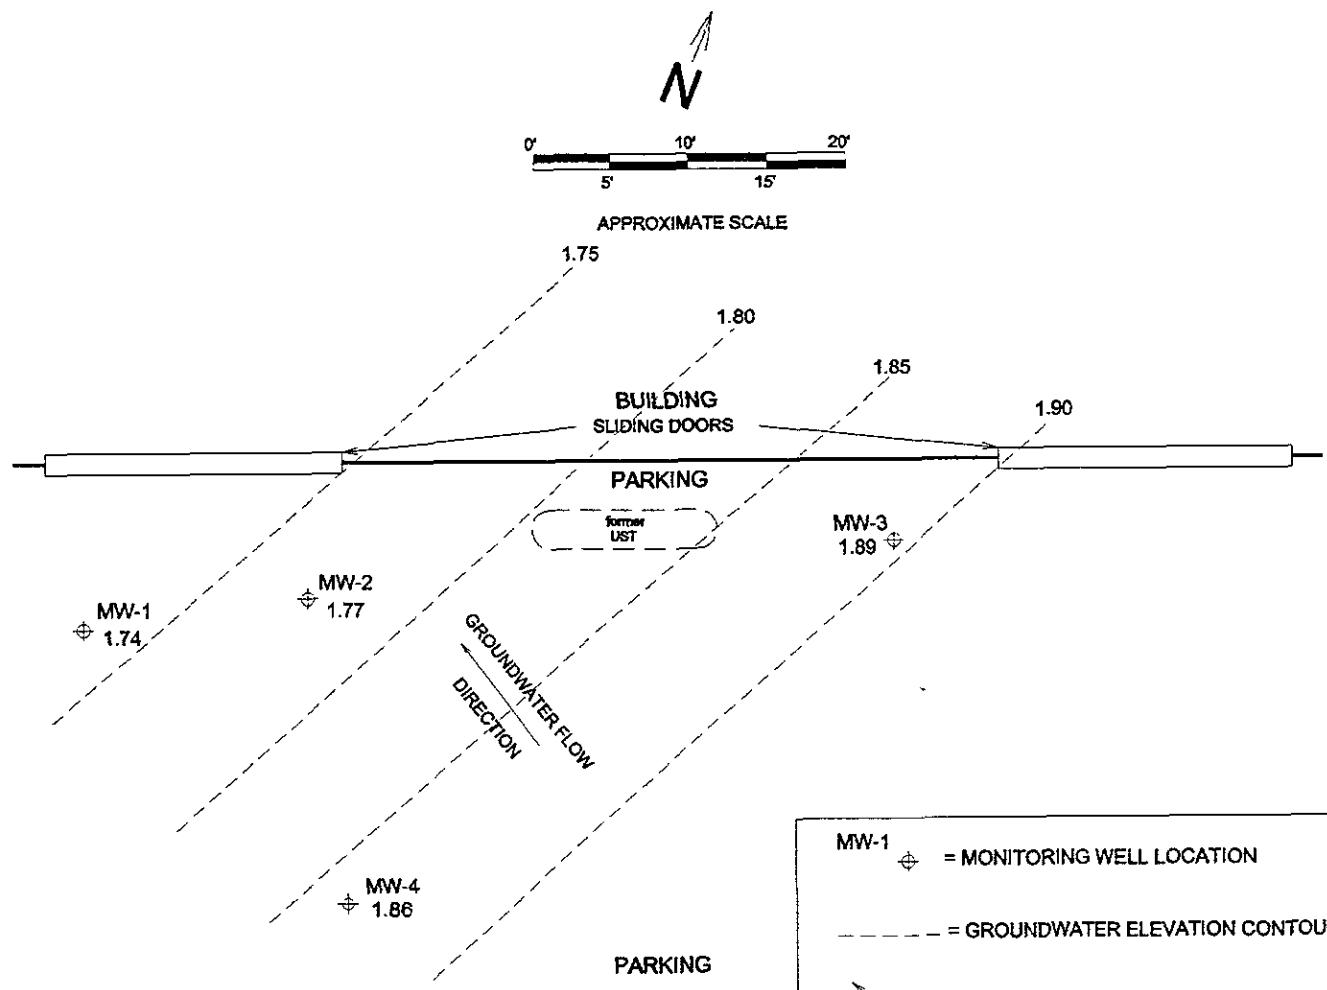 N
0' 10' 20'
5' 15'
APPROXIMATE SCALE
1.75
1.80
1.85
1.90
BUILDING
SLIDING DOORS
PARKING
former
UST
MW-3
1.89
MW-2
1.77
MW-1
1.74
GROUNDWATER FLOW
DIRECTION
MW-4
1.86
PARKING
MW-1
= MONITORING WELL LOCATION
= GROUNDWATER ELEVATION CONTOU